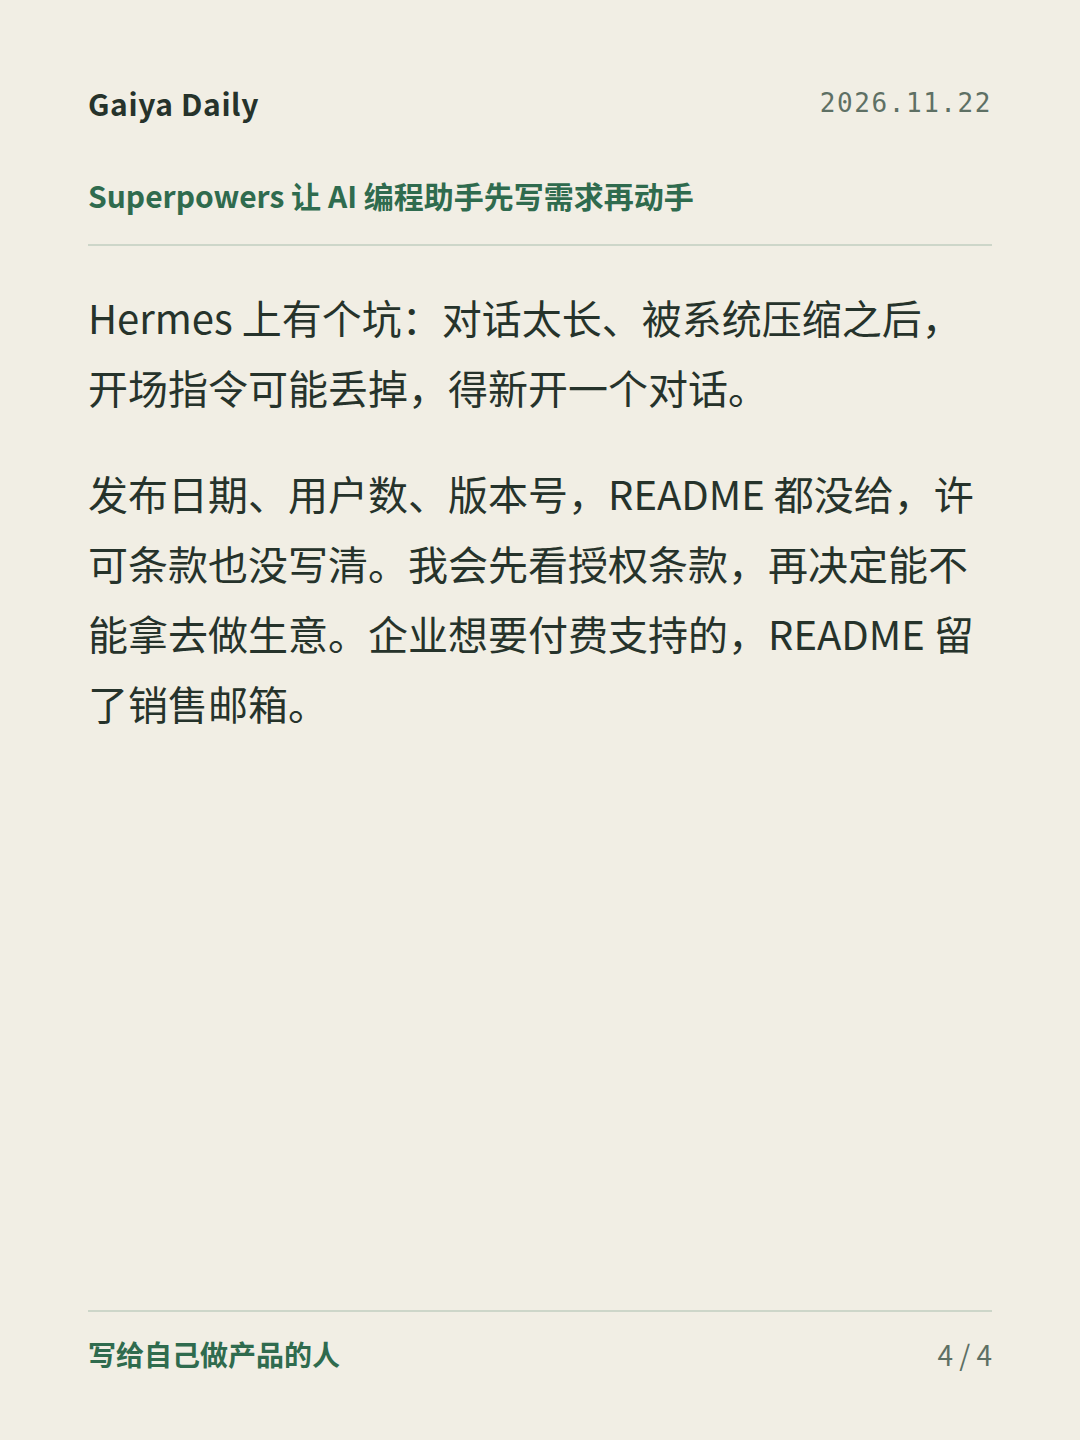 Gaiya Daily
2026.11.22
Superpowers 让 AI 编程助手先写需求再动手
Hermes 上有个坑：对话太长、被系统压缩之后，
开场指令可能丢掉，得新开一个对话。
发布日期、用户数、版本号，README 都没给，许
可条款也没写清。我会先看授权条款，再决定能不
能拿去做生意。企业想要付费支持的，README 留
了销售邮箱。
写给自己做产品的人
4 / 4